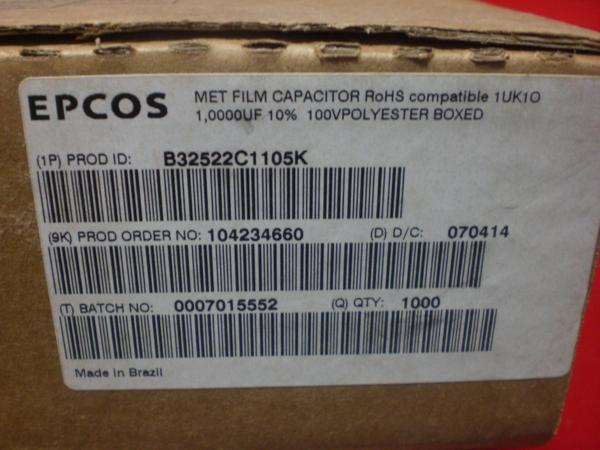 EPCOS MET FILM CAPACITOR RoHS compatible 1UK10
1,0000UF 10% 100VPOLYESTER BOXED
(1P) PROD ID: B32522C1105K
(9K) PROD ORDER NO: 104234660 (D) D/C: 070414
(T) BATCH NO: 0007015552 (Q) QTY: 1000
Made in Brazil